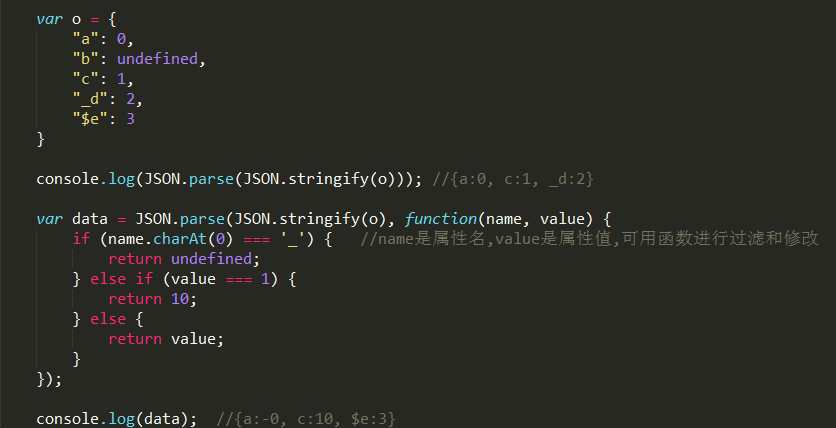 var o = {
    "a": 0,
    "b": undefined,
    "c": 1,
    "_d": 2,
    "$e": 3
}
console.log(JSON.parse(JSON.stringify(o))); //{a:0, c:1, _d:2}
var data = JSON.parse(JSON.stringify(o), function(name, value) {
    if (name.charAt(0) === '_') {   //name是属性名,value是属性值,可用函数进行过滤和修改
        return undefined;
    } else if (value === 1) {
        return 10;
    } else {
        return value;
    }
});
console.log(data);  //{a:-0, c:10, $e:3}